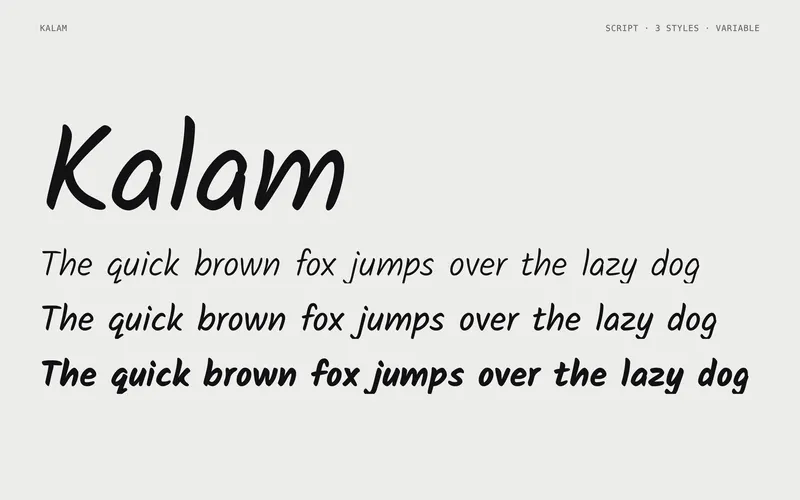 KALAM
SCRIPT · 3 STYLES · VARIABLE
Kalam
The quick brown fox jumps over the lazy dog
The quick brown fox jumps over the lazy dog
The quick brown fox jumps over the lazy dog